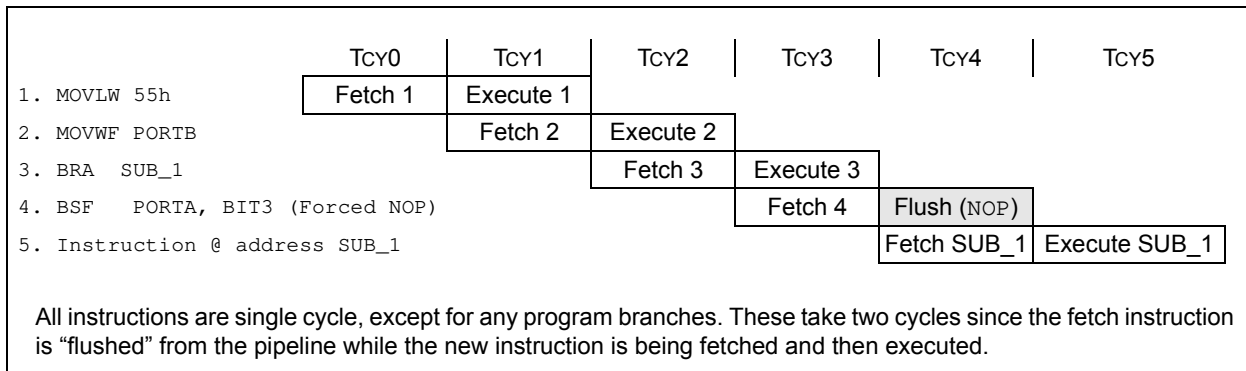 TCY0 TCY1 TCY2 TCY3 TCY4 TCY5
1. MOVLW 55h Fetch 1 Execute 1
2. MOVWF PORTB Fetch 2 Execute 2
3. BRA SUB_1 Fetch 3 Execute 3
4. BSF PORTA, BIT3 (Forced NOP) Fetch 4 Flush (NOP)
5. Instruction @ address SUB_1 Fetch SUB_1 Execute SUB_1
All instructions are single cycle, except for any program branches. These take two cycles since the fetch instruction
is “flushed” from the pipeline while the new instruction is being fetched and then executed.